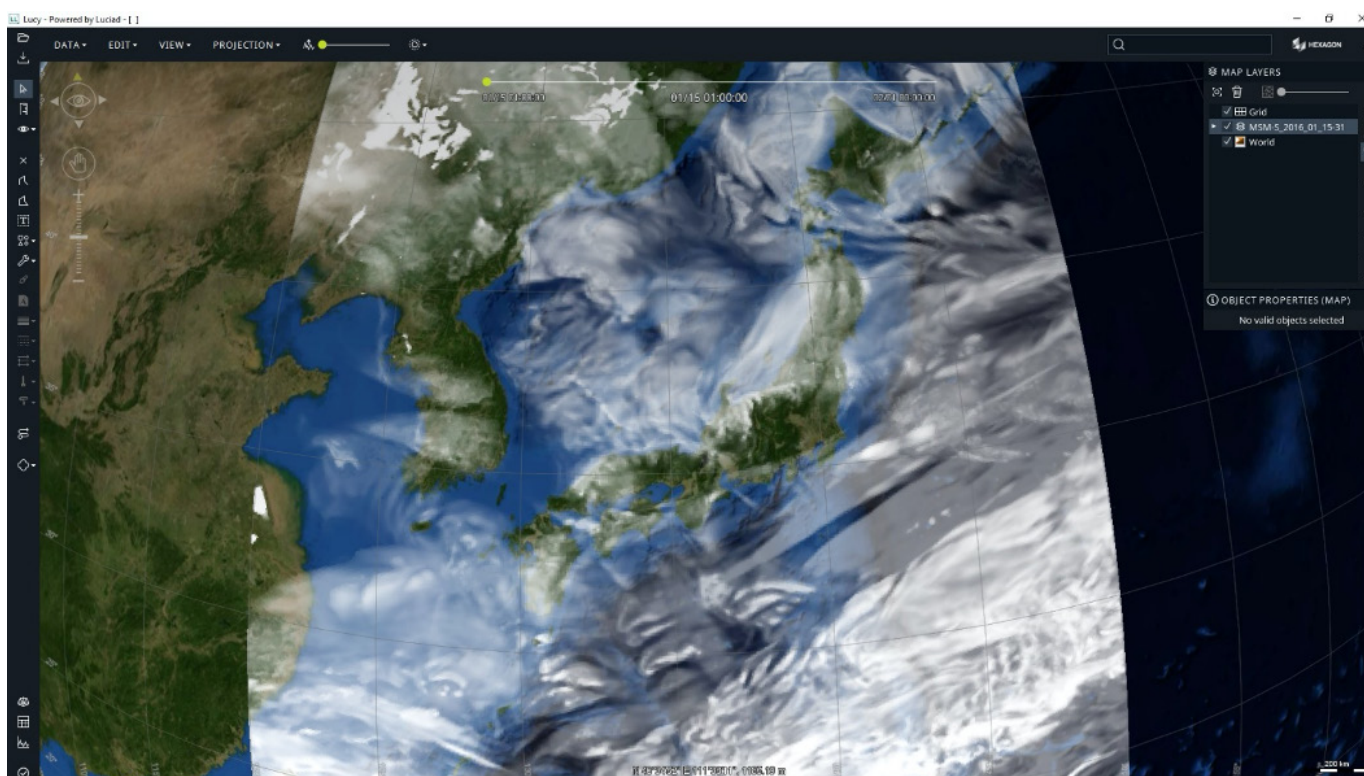 Lucy - Powered by Luciad - [ ]
DATA EDIT VIEW PROJECTION
HEXAGON
01/15 01:00:00
MAP LAYERS
Grid
MSM-S_2016_01_15-31
World
OBJECT PROPERTIES (MAP)
No valid objects selected
200 km